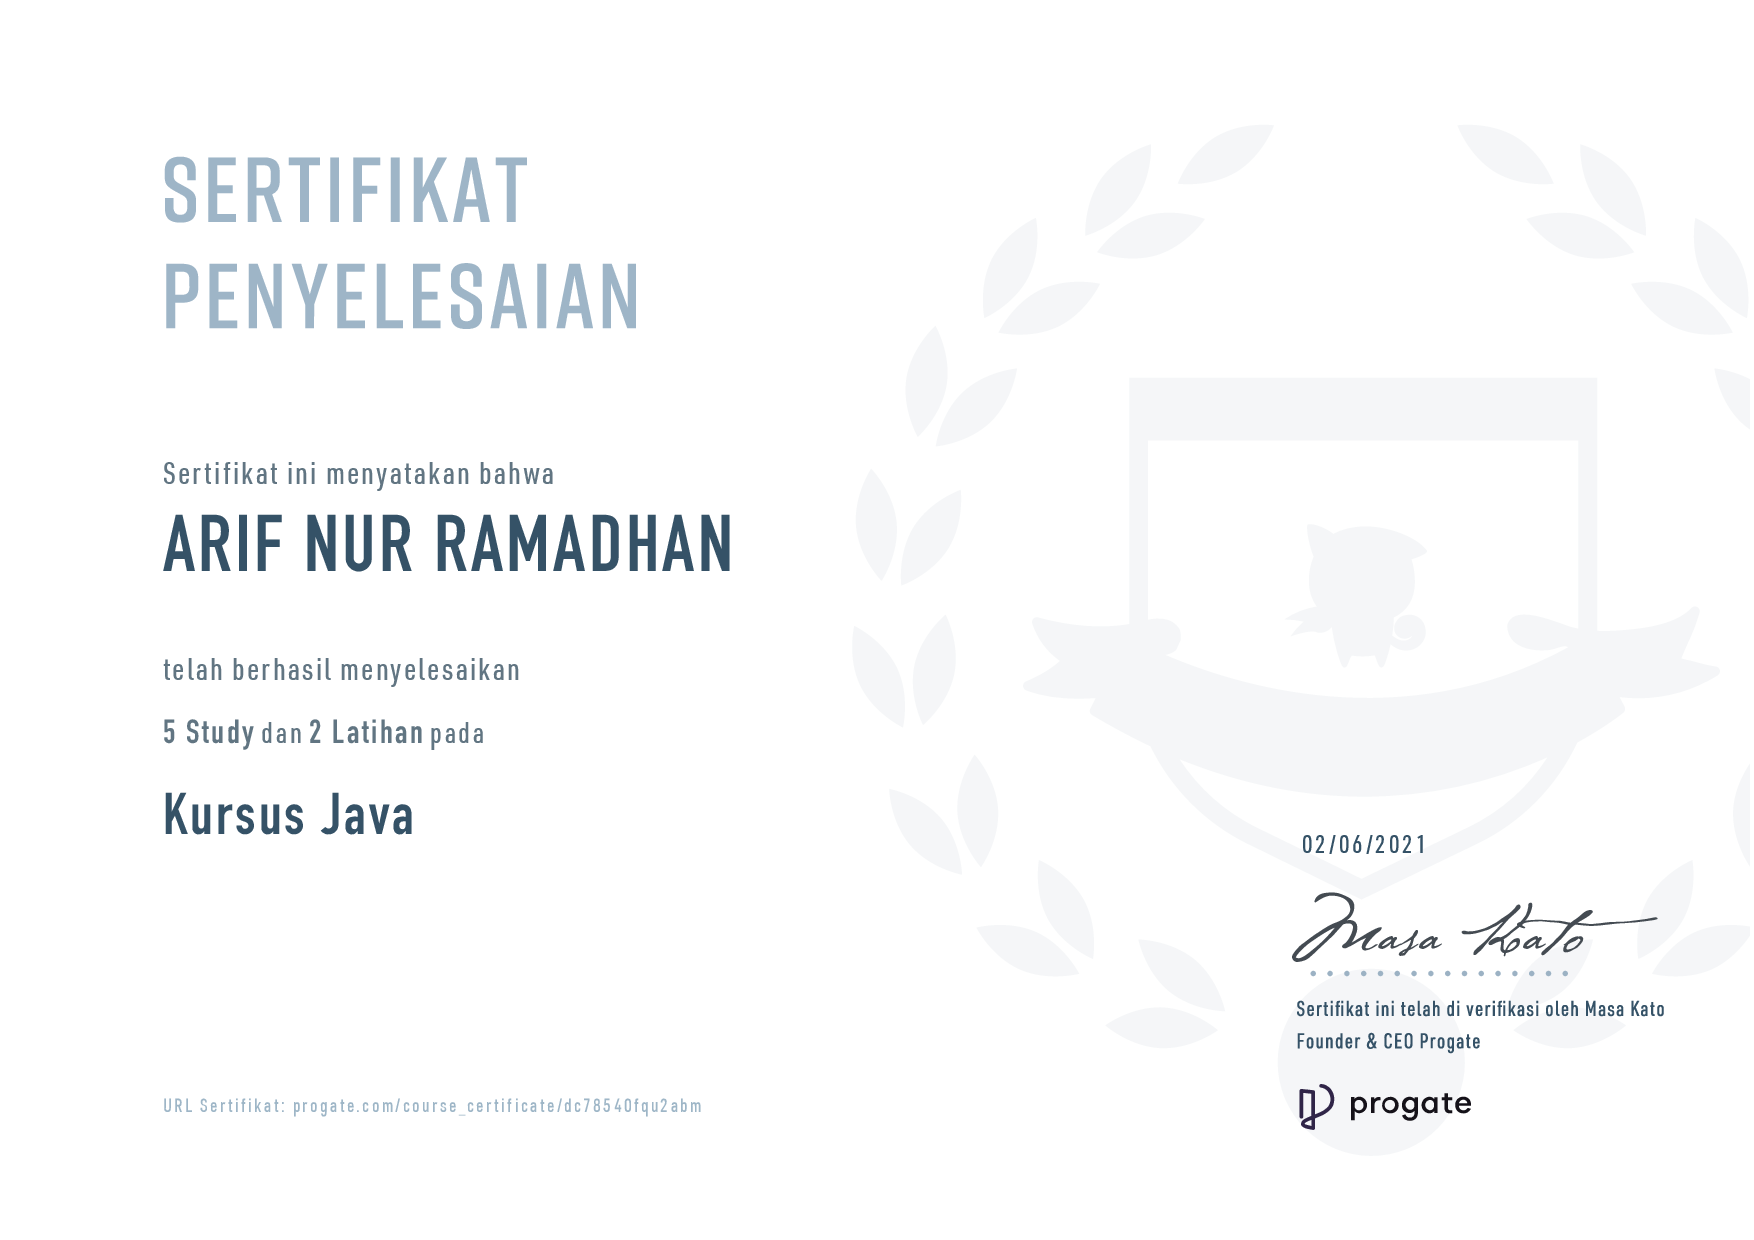 SERTIFIKAT
PENYELESAIAN
Sertifikat ini menyatakan bahwa
ARIF NUR RAMADHAN
telah berhasil menyelesaikan
5 Study dan 2 Latihan pada
Kursus Java
02/06/2021
Masa Kato
Sertifikat ini telah di verifikasi oleh Masa Kato
Founder & CEO Progate
URL Sertifikat: progate.com/course_certificate/dc78540fqu2abm
progate